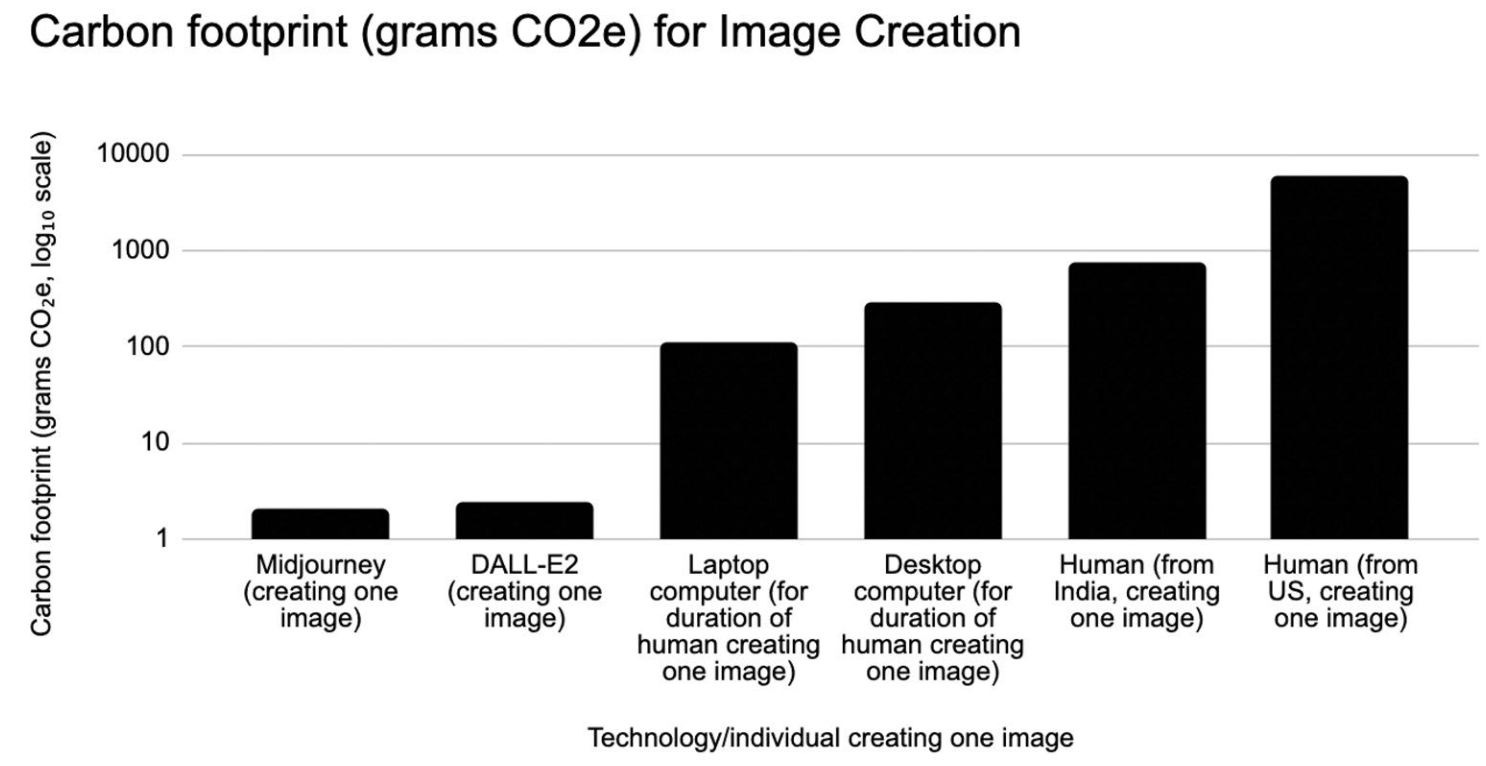 Carbon footprint (grams CO2e) for Image Creation
Carbon footprint (grams CO₂e, log₁₀ scale)
10000
1000
100
10
1
Midjourney
(creating one
image)
DALL-E2
(creating one
image)
Laptop
computer (for
duration of
human creating
one image)
Desktop
computer (for
duration of
human creating
one image)
Human (from
India, creating
one image)
Human (from
US, creating
one image)
Technology/individual creating one image